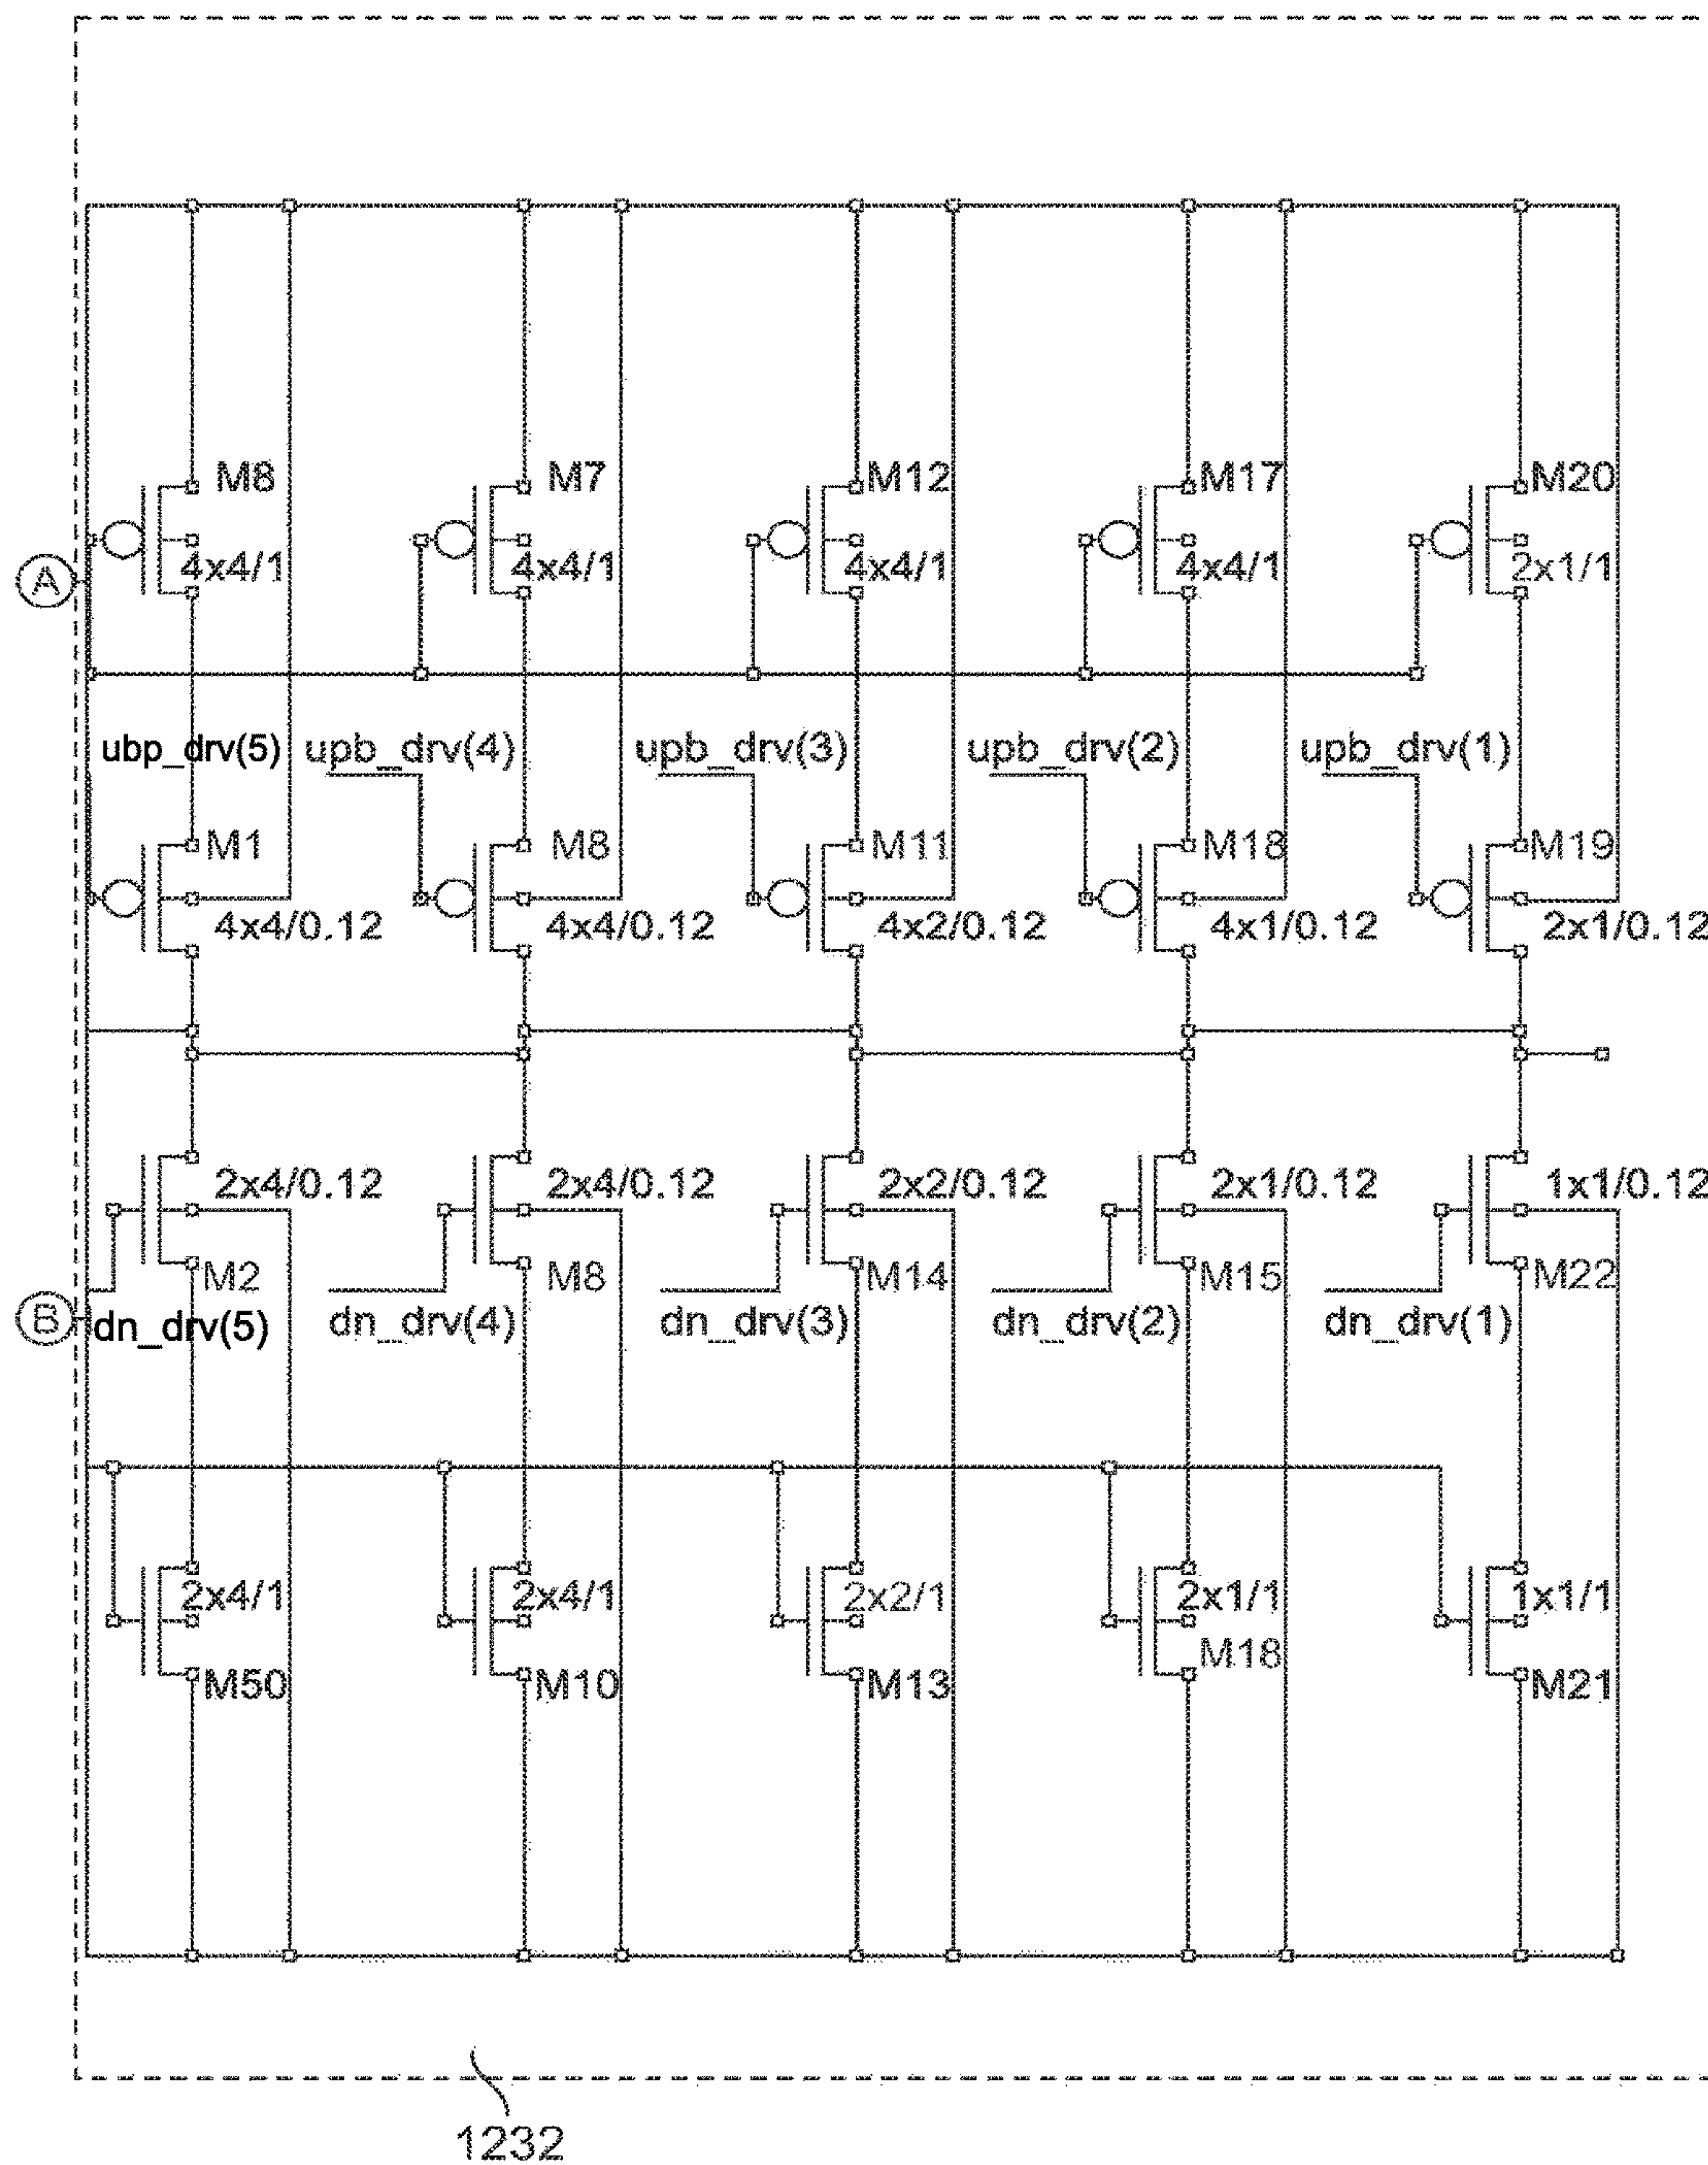 M8 M7 M12 M17 M20
4x4/1 4x4/1 4x4/1 4x4/1 2x1/1
A
ubp_drv(5) upb_drv(4) upb_drv(3) upb_drv(2) upb_drv(1)
M1 M8 M11 M18 M19
4x4/0.12 4x4/0.12 4x2/0.12 4x1/0.12 2x1/0.12
2x4/0.12 2x4/0.12 2x2/0.12 2x1/0.12 1x1/0.12
M2 M8 M14 M15 M22
B
dn_drv(5) dn_drv(4) dn_drv(3) dn_drv(2) dn_drv(1)
2x4/1 2x4/1 2x2/1 2x1/1 1x1/1
M50 M10 M13 M18 M21
1232